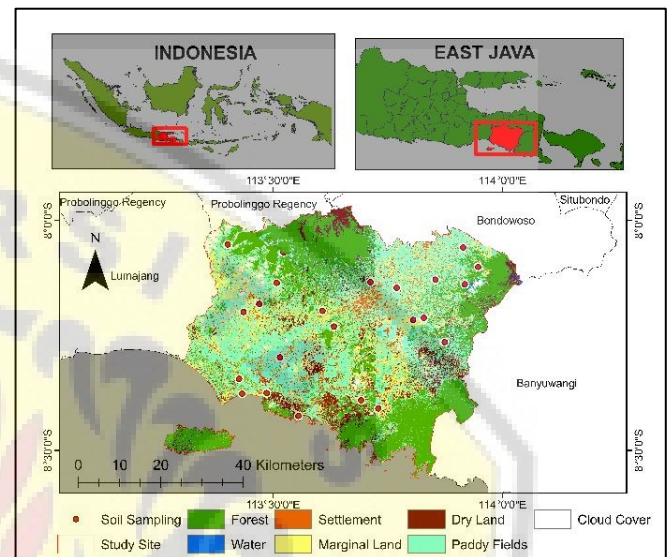 INDONESIA
EAST JAVA
113°30'0"E
114°0'0"E
8°0'0"S
8°0'0"S
Probolinggo Regency
Probolinggo Regency
Situbondo
Bondowoso
N
Lumajang
Banyuwangi
8°30'0"S
8°30'0"S
0 10 20 40 Kilometers
113°30'0"E
114°0'0"E
Soil Sampling
Forest
Settlement
Dry Land
Cloud Cover
Study Site
Water
Marginal Land
Paddy Fields